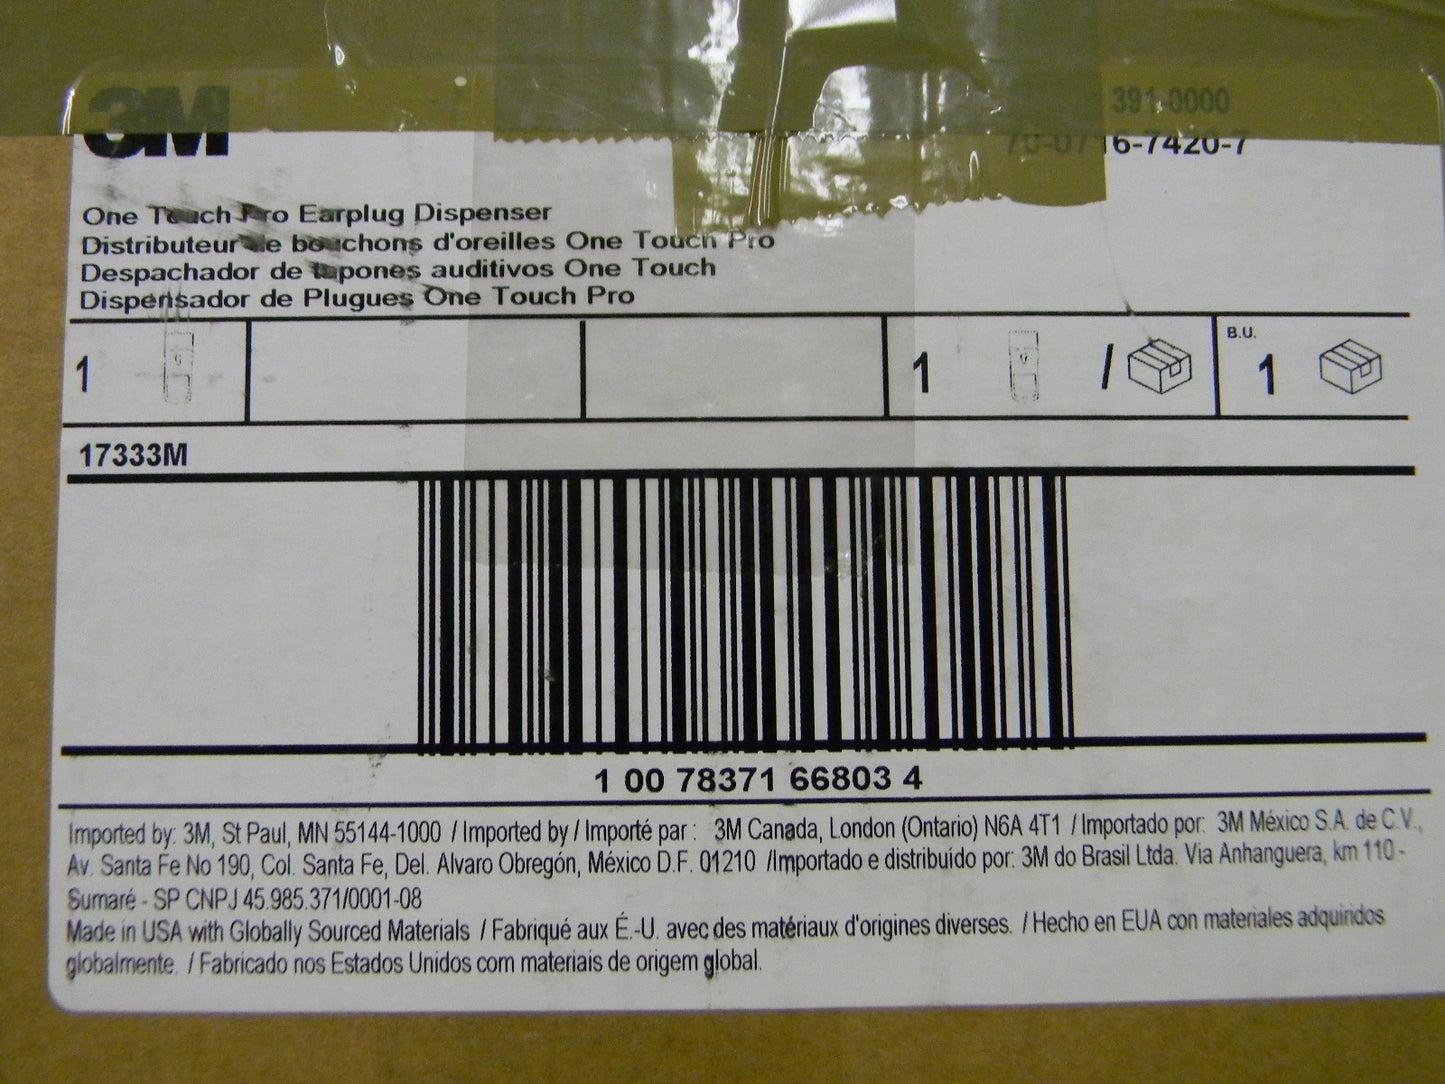 3M
391-0000
70-0716-7420-7
One Touch Pro Earplug Dispenser
Distributeur de bouchons d'oreilles One Touch Pro
Despachador de tapones auditivos One Touch
Dispensador de Plugues One Touch Pro
1 1 / B.U. 1
17333M
1 00 78371 66803 4
Imported by: 3M, St Paul, MN 55144-1000 / Imported by / Importé par : 3M Canada, London (Ontario) N6A 4T1 / Importado por: 3M México S.A. de C.V.,
Av. Santa Fe No 190, Col. Santa Fe, Del. Alvaro Obregón, México D.F. 01210 /Importado e distribuído por: 3M do Brasil Ltda. Via Anhanguera, km 110 -
Sumaré - SP CNPJ 45.985.371/0001-08
Made in USA with Globally Sourced Materials / Fabriqué aux É.-U. avec des matériaux d'origines diverses. / Hecho en EUA con materiales adquiridos
globalmente. / Fabricado nos Estados Unidos com materiais de origem global.